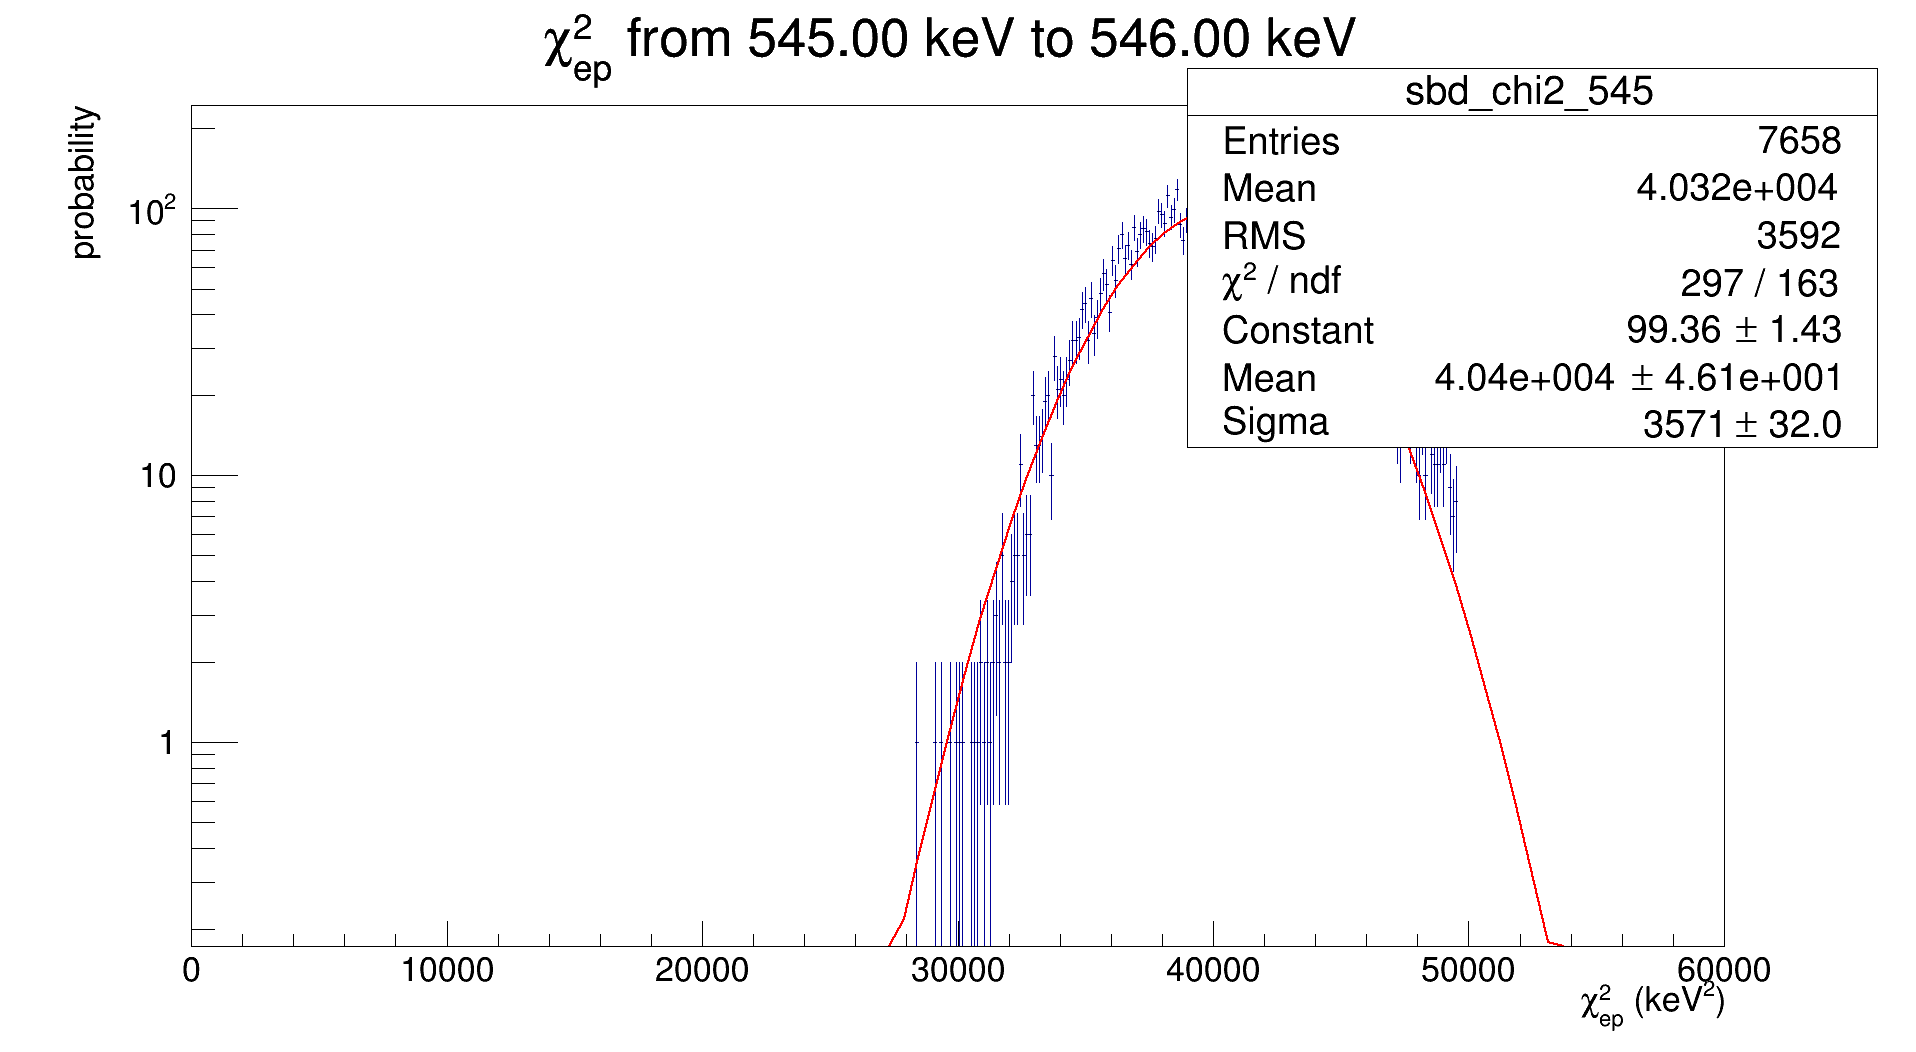 χ²ep from 545.00 keV to 546.00 keV
sbd_chi2_545
Entries 7658
Mean 4.032e+004
RMS 3592
χ² / ndf 297 / 163
Constant 99.36 ± 1.43
Mean 4.04e+004 ± 4.61e+001
Sigma 3571 ± 32.0
probability
10²
10
1
0 10000 20000 30000 40000 50000 60000
χ²ep (keV²)